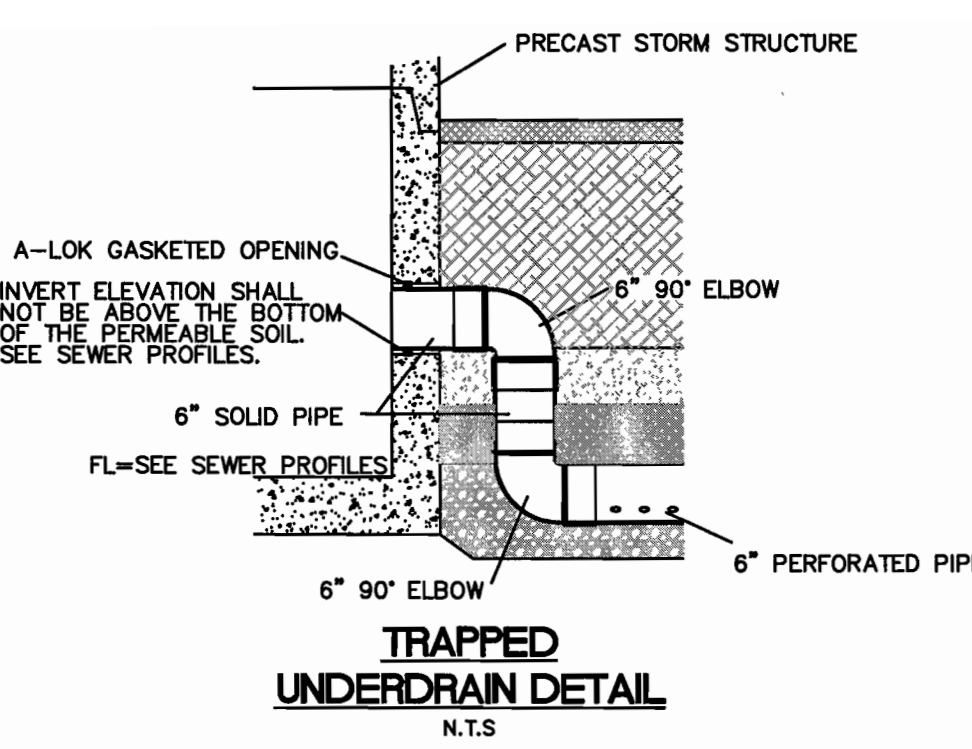 PRECAST STORM STRUCTURE
A-LOK GASKETED OPENING
INVERT ELEVATION SHALL
NOT BE ABOVE THE BOTTOM
OF THE PERMEABLE SOIL.
SEE SEWER PROFILES.
6" 90° ELBOW
6" SOLID PIPE
FL=SEE SEWER PROFILES
6" PERFORATED PIP
6" 90° ELBOW
TRAPPED
UNDERDRAIN DETAIL
N.T.S